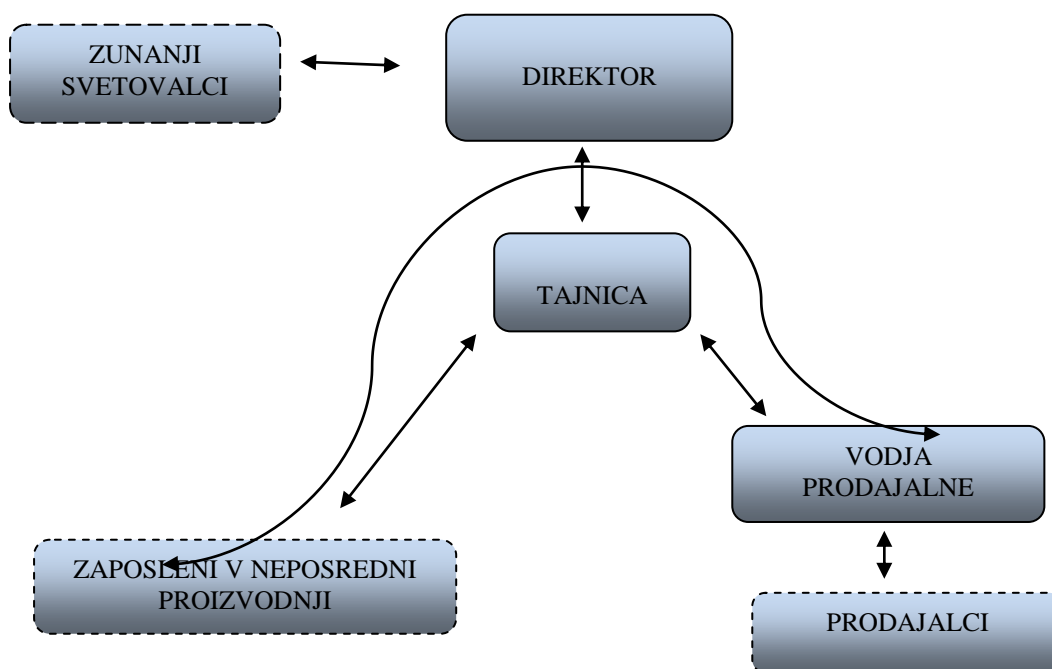 ZUNANJI
SVETOVALCI
DIREKTOR
TAJNICA
VODJA
PRODAJALNE
ZAPOSLENI V NEPOSREDNI
PROIZVODNJI
PRODAJALCI